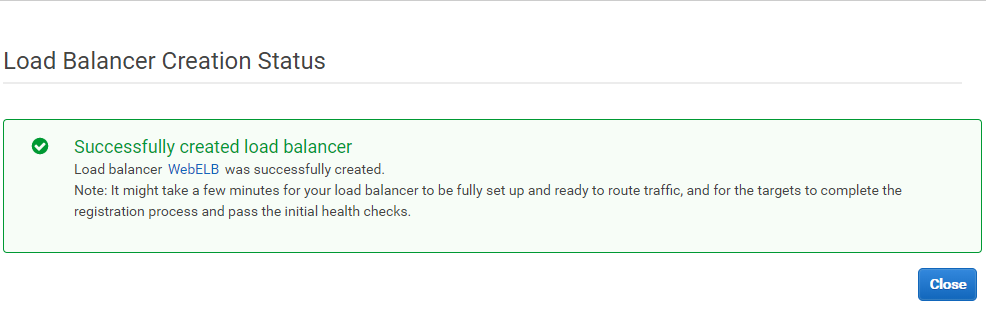 Load Balancer Creation Status
Successfully created load balancer
Load balancer WebELB was successfully created.
Note: It might take a few minutes for your load balancer to be fully set up and ready to route traffic, and for the targets to complete the
registration process and pass the initial health checks.
Close